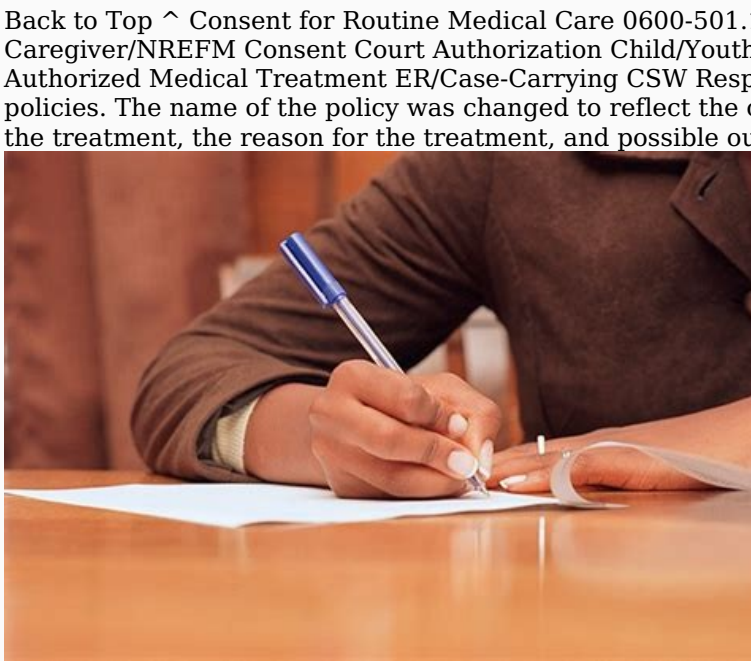 Back to Top ^ Consent for Routine Medical Care 0600-501.
Caregiver/NREFM Consent Court Authorization Child/Youth
Authorized Medical Treatment ER/Case-Carrying CSW Resp
policies. The name of the policy was changed to reflect the
the treatment, the reason for the treatment, and possible